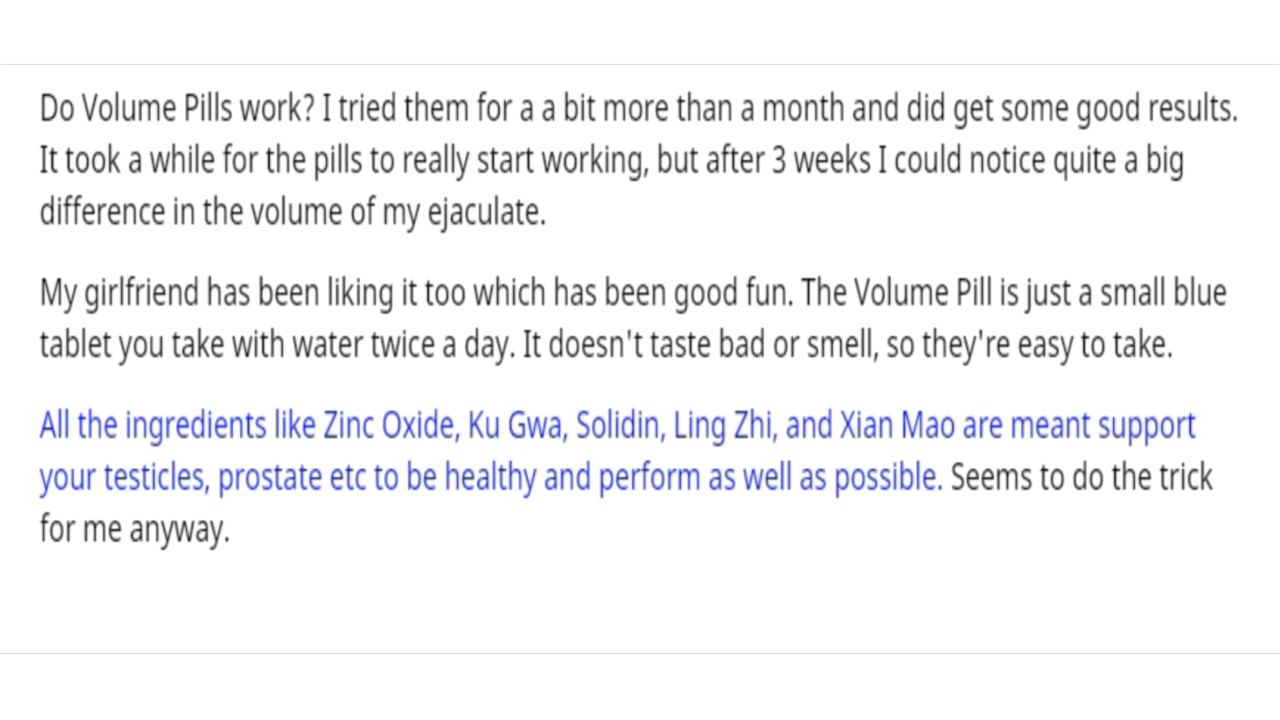 Do Volume Pills work? I tried them for a a bit more than a month and did get some good results.
It took a while for the pills to really start working, but after 3 weeks I could notice quite a big
difference in the volume of my ejaculate.
My girlfriend has been liking it too which has been good fun. The Volume Pill is just a small blue
tablet you take with water twice a day. It doesn't taste bad or smell, so they're easy to take.
All the ingredients like Zinc Oxide, Ku Gwa, Solidin, Ling Zhi, and Xian Mao are meant support
your testicles, prostate etc to be healthy and perform as well as possible. Seems to do the trick
for me anyway.